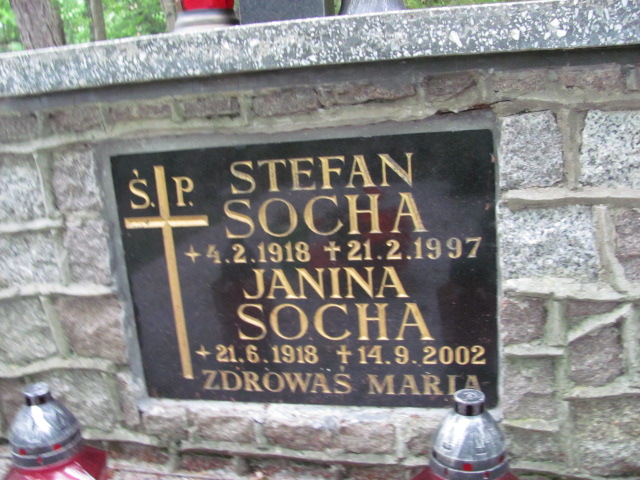 Ś. P.
STEFAN
SOCHA
+4.2.1918 †21.2.1997
JANINA
SOCHA
+21.6.1918 †14.9.2002
ZDROWAŚ MARIA